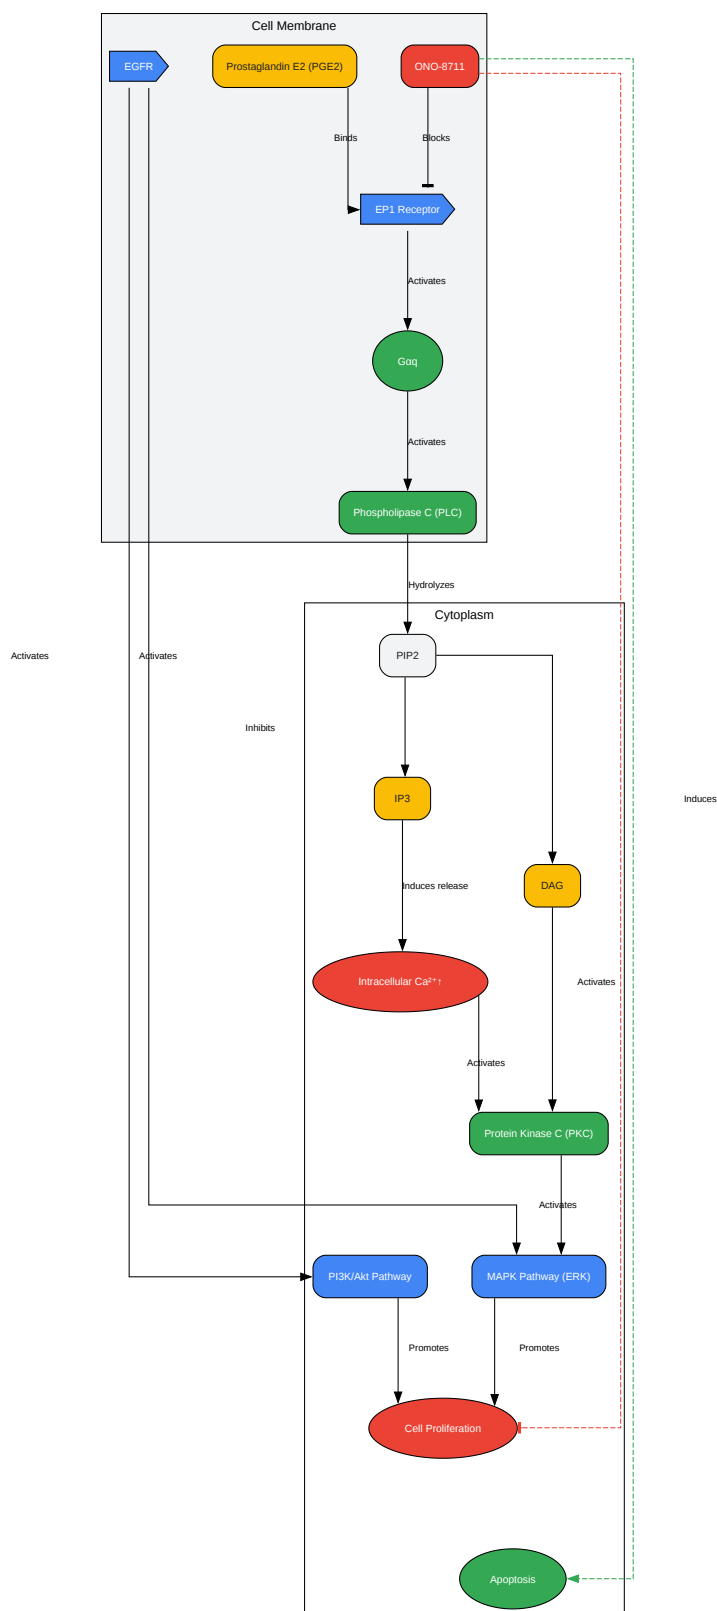 Cell Membrane
EGFR
Prostaglandin E2 (PGE2)
ONO-8711
Binds
Blocks
EP1 Receptor
Activates
Gαq
Activates
Phospholipase C (PLC)
Hydrolyzes
Cytoplasm
Activates
Activates
PIP2
Inhibits
IP3
Induces
Induces release
DAG
Intracellular Ca²⁺↑
Activates
Activates
Protein Kinase C (PKC)
Activates
PI3K/Akt Pathway
MAPK Pathway (ERK)
Promotes
Promotes
Cell Proliferation
Apoptosis